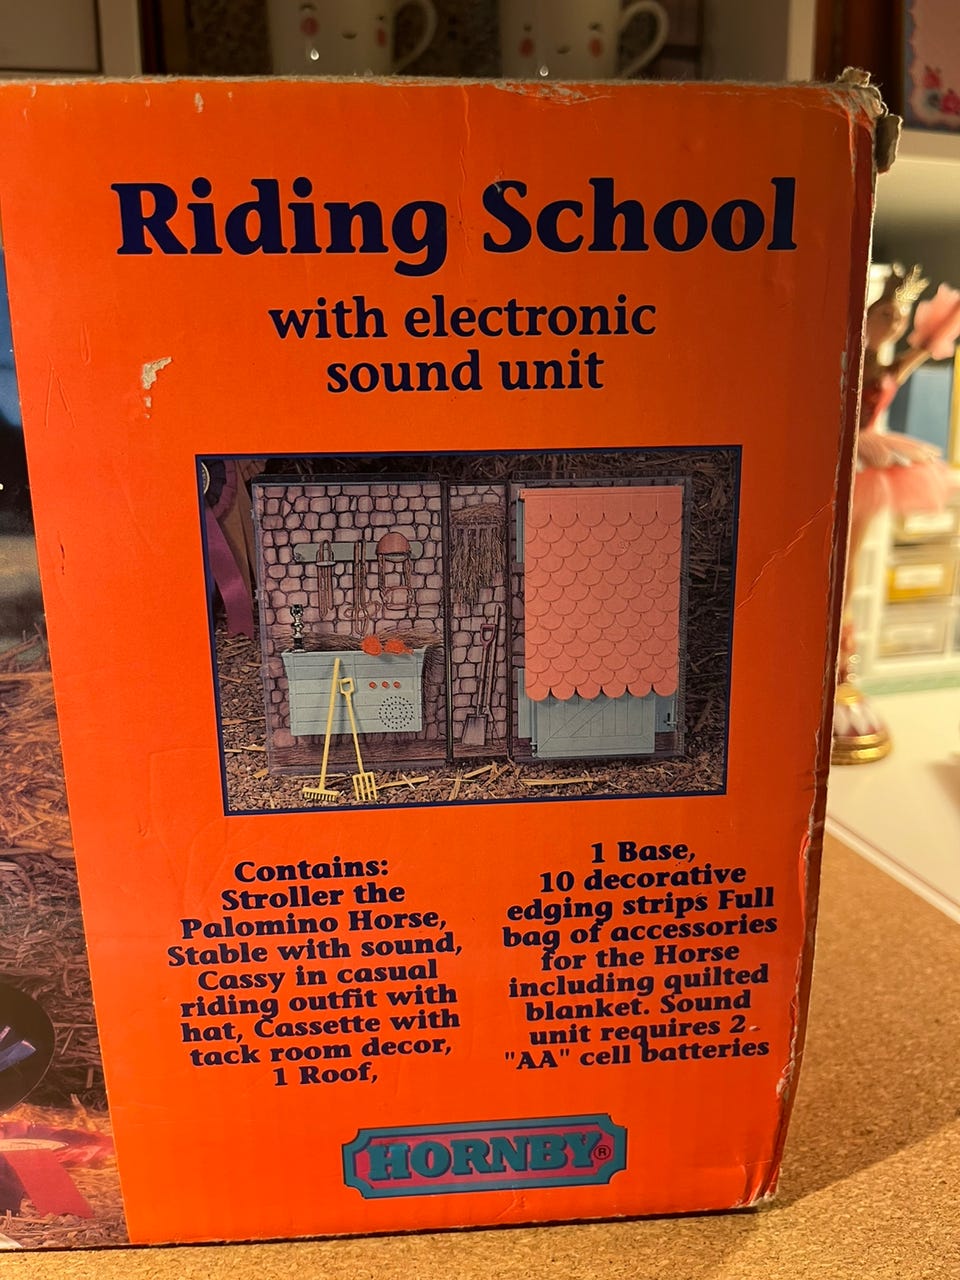 Riding School
with electronic
sound unit
Contains:
Stroller the
Palomino Horse,
Stable with sound,
Cassy in casual
riding outfit with
hat, Cassette with
tack room decor,
1 Roof,
1 Base,
10 decorative
edging strips Full
bag of accessories
for the Horse
including quilted
blanket. Sound
unit requires 2
"AA" cell batteries
HORNBY®